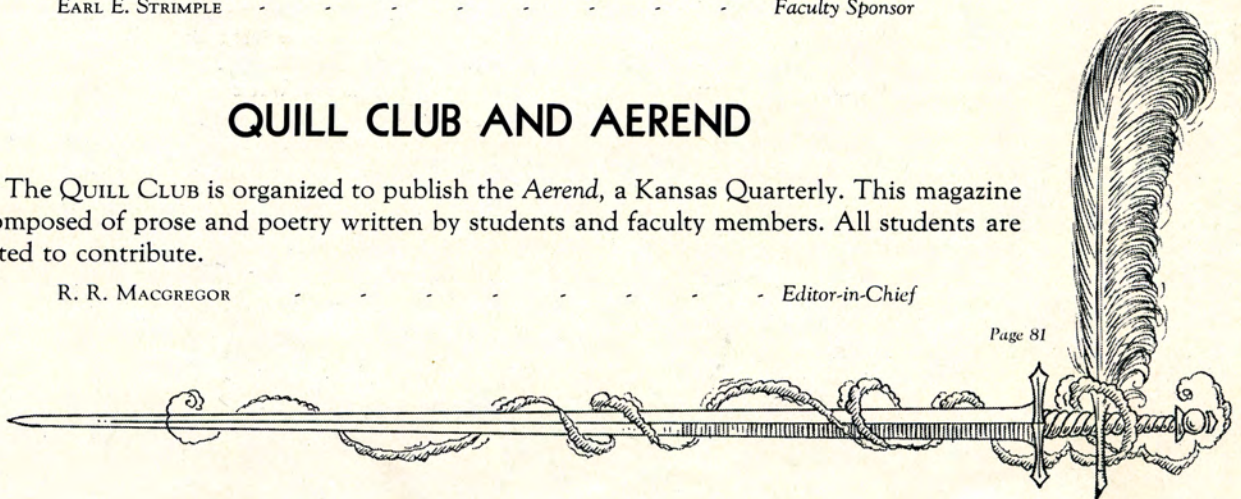 EARL E. STRIMPLE - - - - - - - - Faculty Sponsor
QUILL CLUB AND AEREND
The QUILL CLUB is organized to publish the Aerend, a Kansas Quarterly. This magazine
omposed of prose and poetry written by students and faculty members. All students are
ted to contribute.
R. R. MACGREGOR - - - - - - - - Editor-in-Chief
Page 81